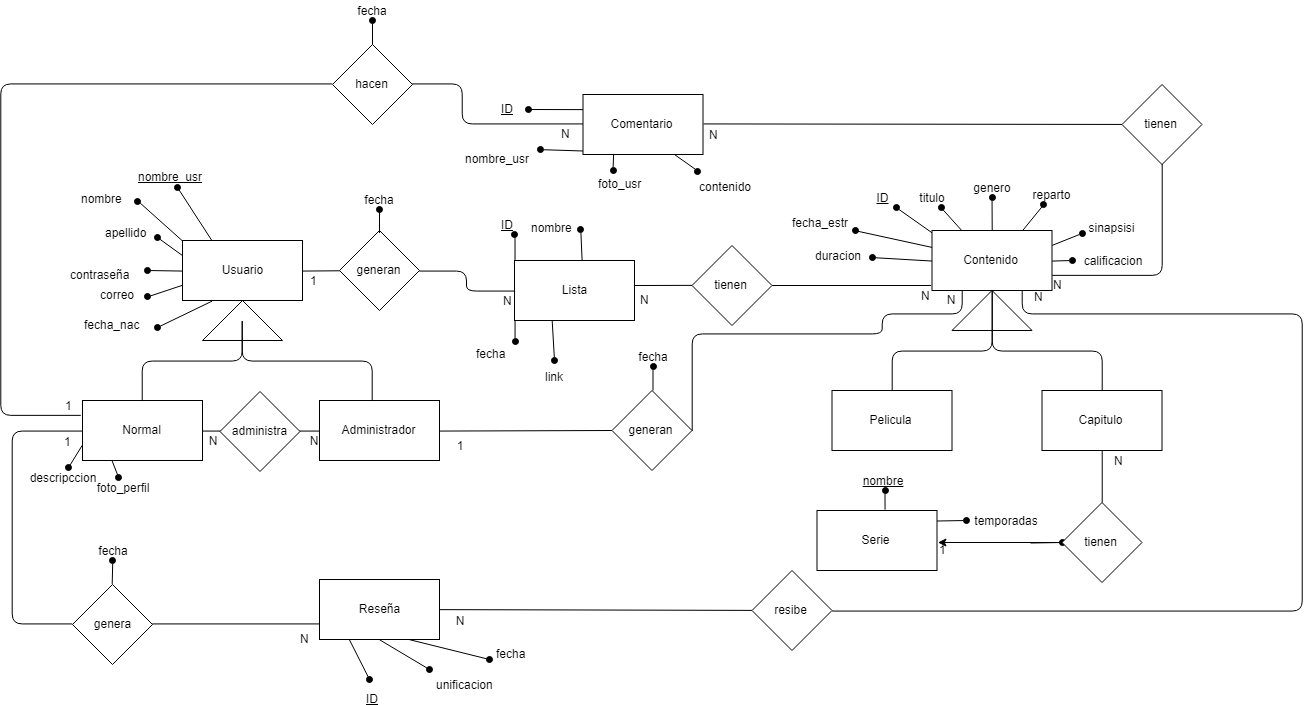 fecha
hacen
ID
Comentario
tienen
N
N
nombre_usr
foto_usr
contenido
nombre_usr
nombre
fecha
apellido
contraseña
correo
fecha_nac
Usuario
1
generan
ID
nombre
Lista
N
N
fecha
link
tienen
ID
titulo
genero
reparto
fecha_estr
sinapsisi
duracion
Contenido
calificacion
N
N
N
N
1
1
Normal
N
administra
N
Administrador
1
fecha
generan
descripccion
foto_perfil
Pelicula
Capitulo
N
nombre
Serie
temporadas
1
tienen
fecha
genera
N
Reseña
N
resibe
ID
unificacion
fecha